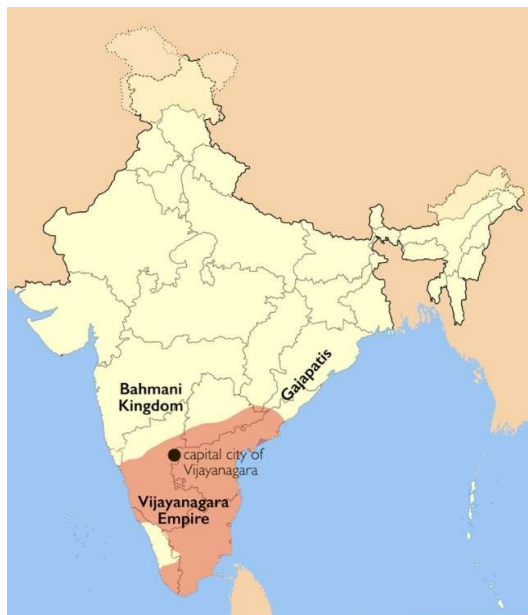 Bahmani
Kingdom
Gajapatis
capital city of
Vijayanagara
Vijayanagara
Empire